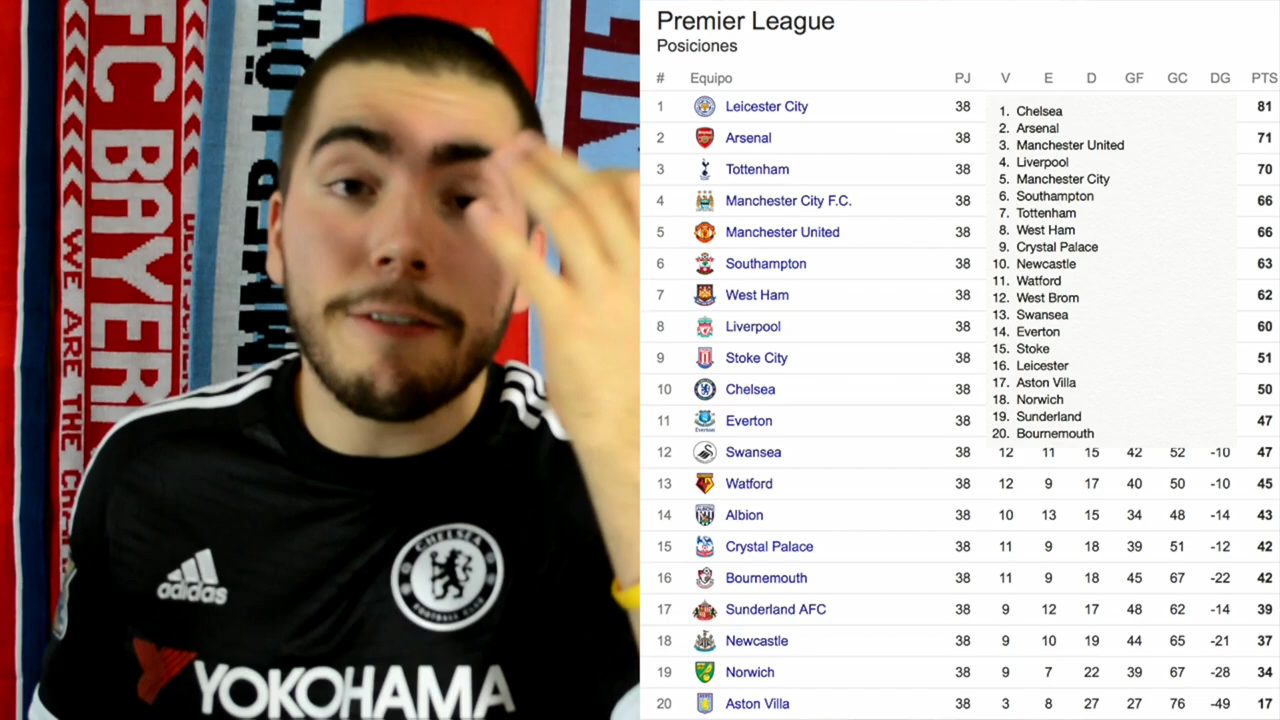 FC BAYERN
WE ARE THE CHA
CHELSEA
FOOTBALL CLUB
adidas
YOKOHAMA
Premier League
Posiciones
# Equipo PJ V E D GF GC DG PTS
1 Leicester City 38 81
2 Arsenal 38 71
3 Tottenham 38 70
4 Manchester City F.C. 38 66
5 Manchester United 38 66
6 Southampton 38 63
7 West Ham 38 62
8 Liverpool 38 60
9 Stoke City 38 51
10 Chelsea 38 50
11 Everton 38 47
12 Swansea 38 12 11 15 42 52 -10 47
13 Watford 38 12 9 17 40 50 -10 45
14 Albion 38 10 13 15 34 48 -14 43
15 Crystal Palace 38 11 9 18 39 51 -12 42
16 Bournemouth 38 11 9 18 45 67 -22 42
17 Sunderland AFC 38 9 12 17 48 62 -14 39
18 Newcastle 38 9 10 19 44 65 -21 37
19 Norwich 38 9 7 22 39 67 -28 34
20 Aston Villa 38 3 8 27 27 76 -49 17
1. Chelsea
2. Arsenal
3. Manchester United
4. Liverpool
5. Manchester City
6. Southampton
7. Tottenham
8. West Ham
9. Crystal Palace
10. Newcastle
11. Watford
12. West Brom
13. Swansea
14. Everton
15. Stoke
16. Leicester
17. Aston Villa
18. Norwich
19. Sunderland
20. Bournemouth